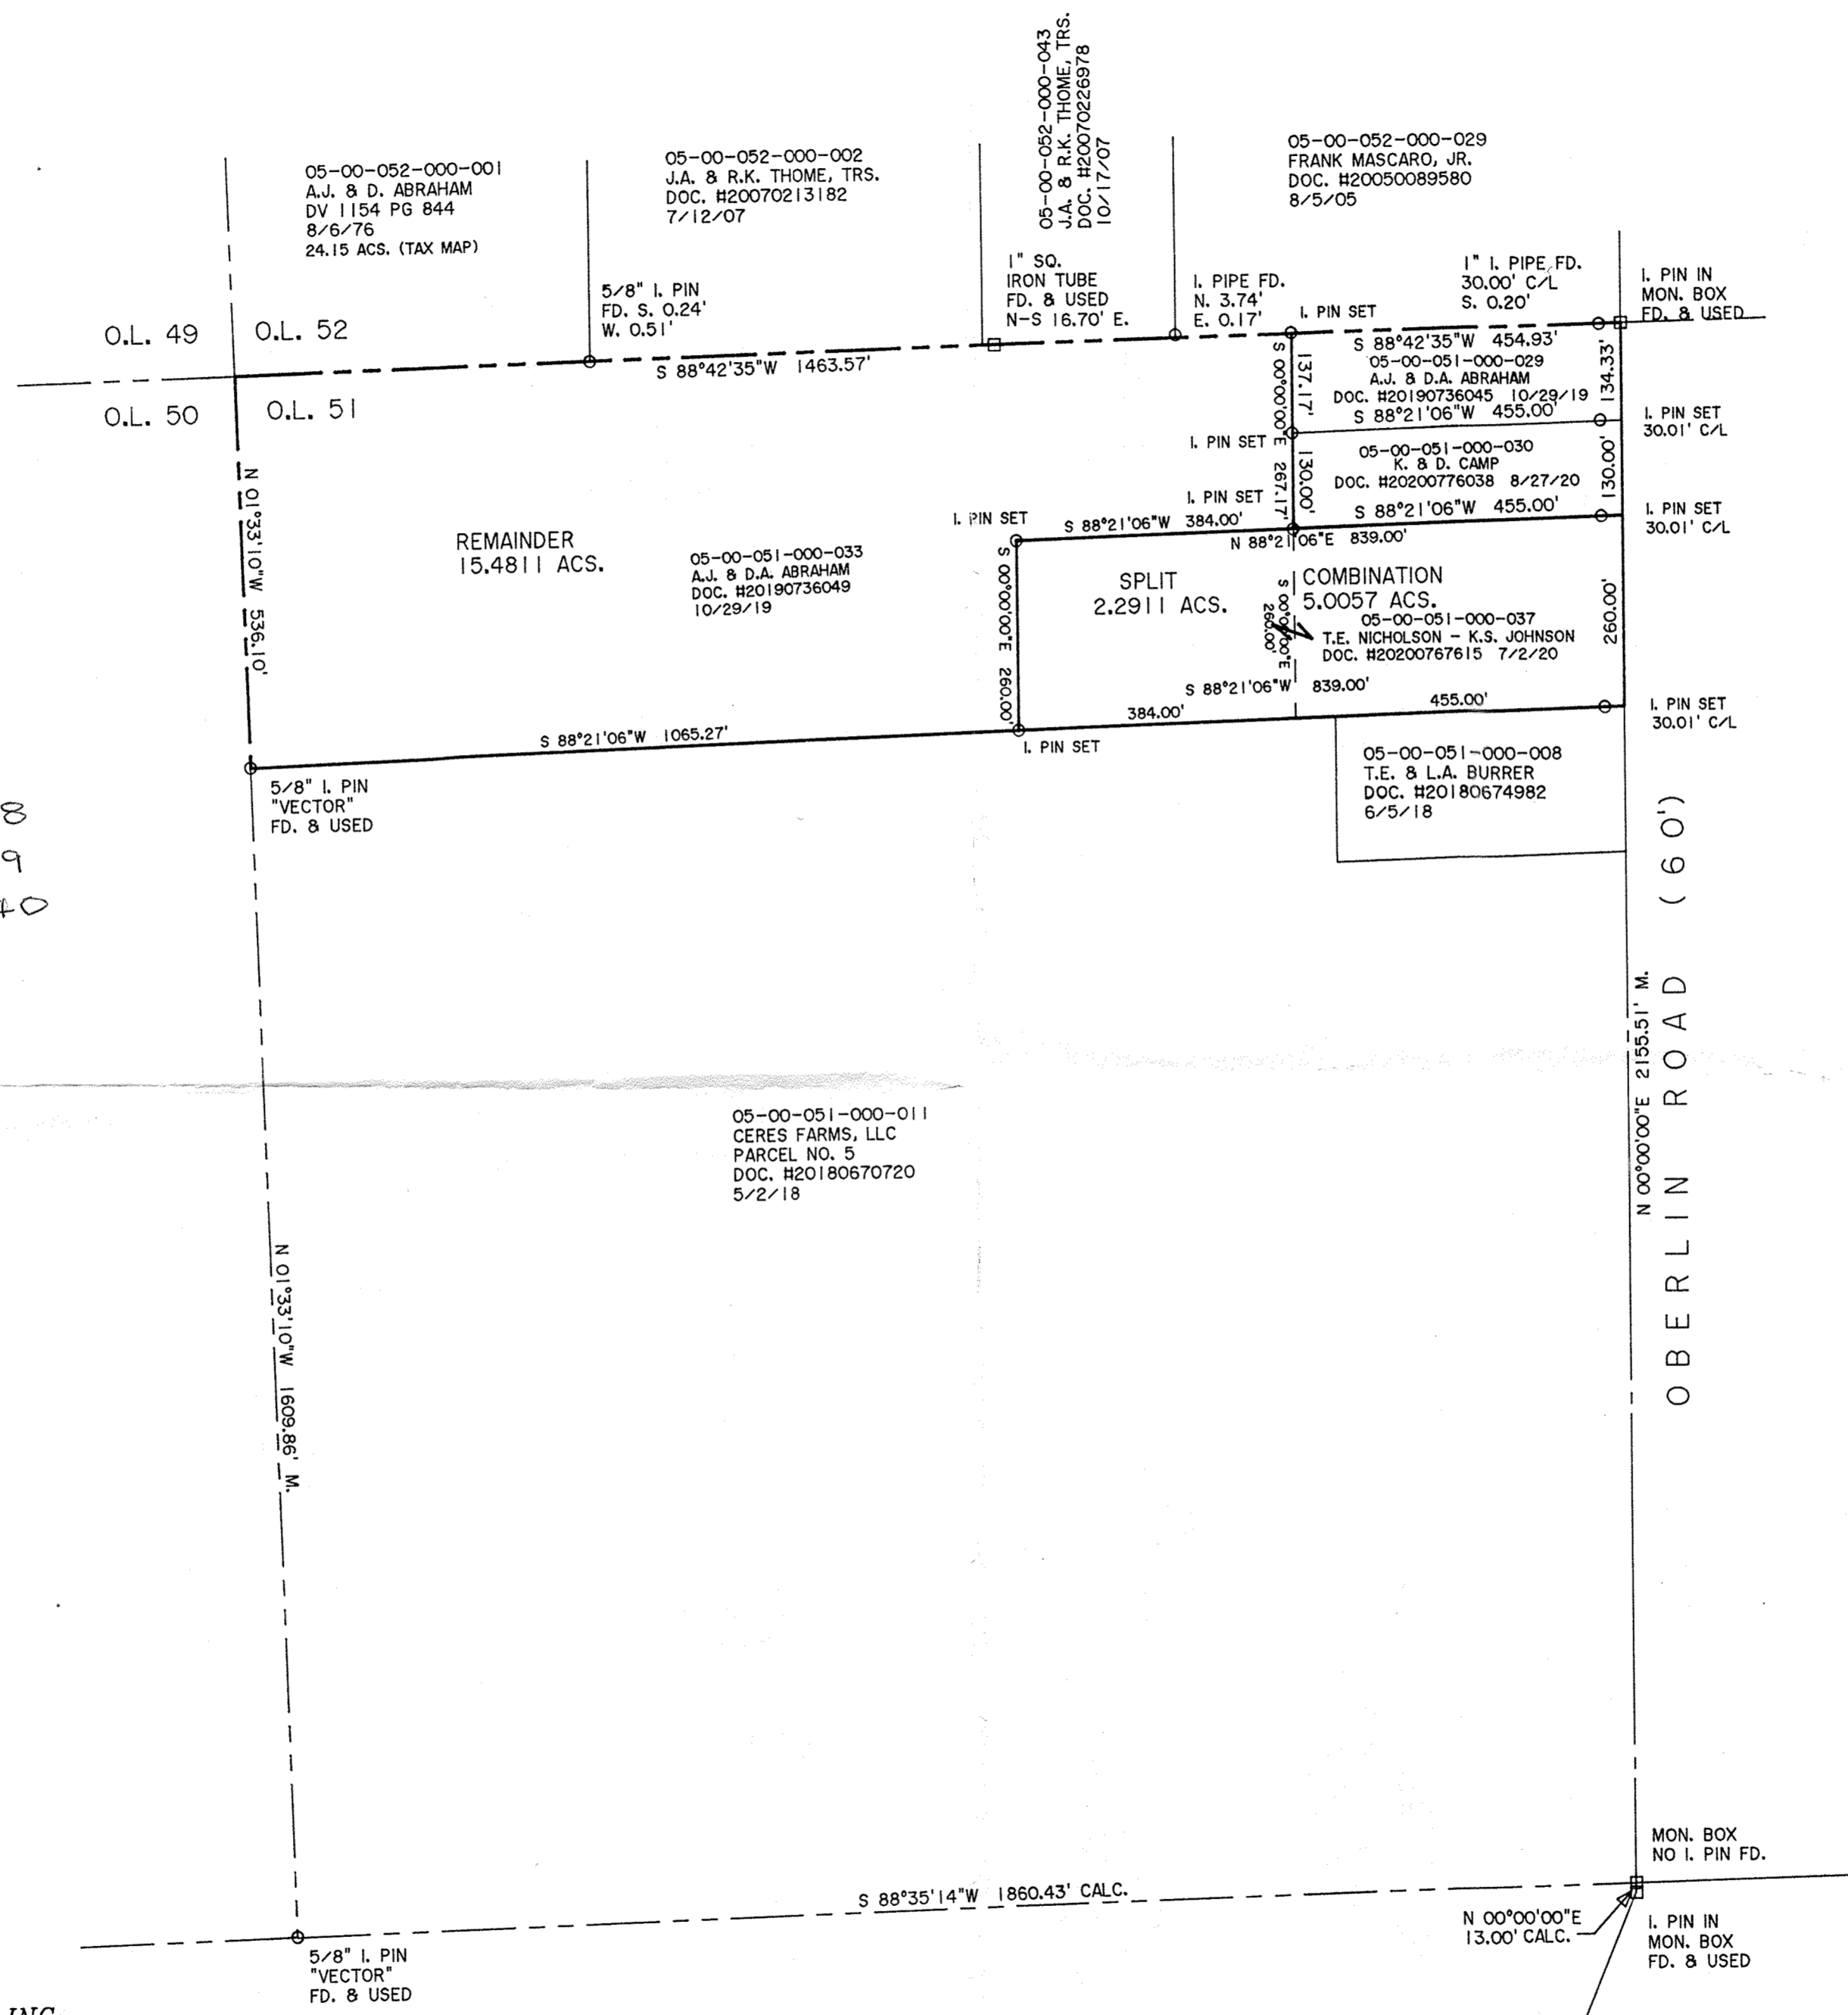 05-00-052-000-001
A.J. & D. ABRAHAM
DV 1154 PG 844
8/6/76
24.15 ACS. (TAX MAP)
05-00-052-000-002
J.A. & R.K. THOME, TRS.
DOC. #20070213182
7/12/07
05-00-052-000-043
J.A. & R.K. THOME, TRS.
DOC. #20070226978
10/17/07
05-00-052-000-029
FRANK MASCARO, JR.
DOC. #20050089580
8/5/05
5/8" I. PIN
FD. S. 0.24'
W. 0.51'
1" SQ.
IRON TUBE
FD. & USED
N-S 16.70' E.
I. PIPE FD.
N. 3.74'
E. 0.17'
I. PIN SET
1" I. PIPE FD.
30.00' C/L
S. 0.20'
I. PIN IN
MON. BOX
FD. & USED
O.L. 49
O.L. 52
O.L. 50
O.L. 51
S 88°42'35"W 1463.57'
S 88°42'35"W 454.93'
05-00-051-000-029
A.J. & D.A. ABRAHAM
DOC. #20190736045 10/29/19
S 88°21'06"W 455.00'
137.17'
134.33'
S 00°00'00"E 267.17'
I. PIN SET
30.01' C/L
I. PIN SET
05-00-051-000-030
K. & D. CAMP
DOC. #20200776038 8/27/20
S 88°21'06"W 455.00'
130.00'
130.00'
I. PIN SET
30.01' C/L
I. PIN SET
I. PIN SET
S 88°21'06"W 384.00'
N 88°21'06"E 839.00'
N 01°33'10"W 536.10'
REMAINDER
15.4811 ACS.
05-00-051-000-033
A.J. & D.A. ABRAHAM
DOC. #20190736049
10/29/19
S 00°00'00"E 260.00'
SPLIT
2.2911 ACS.
S 00°00'00"E
260.00'
COMBINATION
5.0057 ACS.
05-00-051-000-037
T.E. NICHOLSON - K.S. JOHNSON
DOC. #20200767615 7/2/20
260.00'
S 88°21'06"W 839.00'
384.00'
455.00'
I. PIN SET
30.01' C/L
S 88°21'06"W 1065.27'
I. PIN SET
5/8" I. PIN
"VECTOR"
FD. & USED
05-00-051-000-008
T.E. & L.A. BURRER
DOC. #20180674982
6/5/18
8
9
40
OBERLIN ROAD (60')
N 00°00'00"E 2155.51' M.
05-00-051-000-011
CERES FARMS, LLC
PARCEL NO. 5
DOC. #20180670720
5/2/18
N 01°33'10"W 1609.86' M.
MON. BOX
NO I. PIN FD.
S 88°35'14"W 1860.43' CALC.
N 00°00'00"E
13.00' CALC.
I. PIN IN
MON. BOX
FD. & USED
5/8" I. PIN
"VECTOR"
FD. & USED
INC